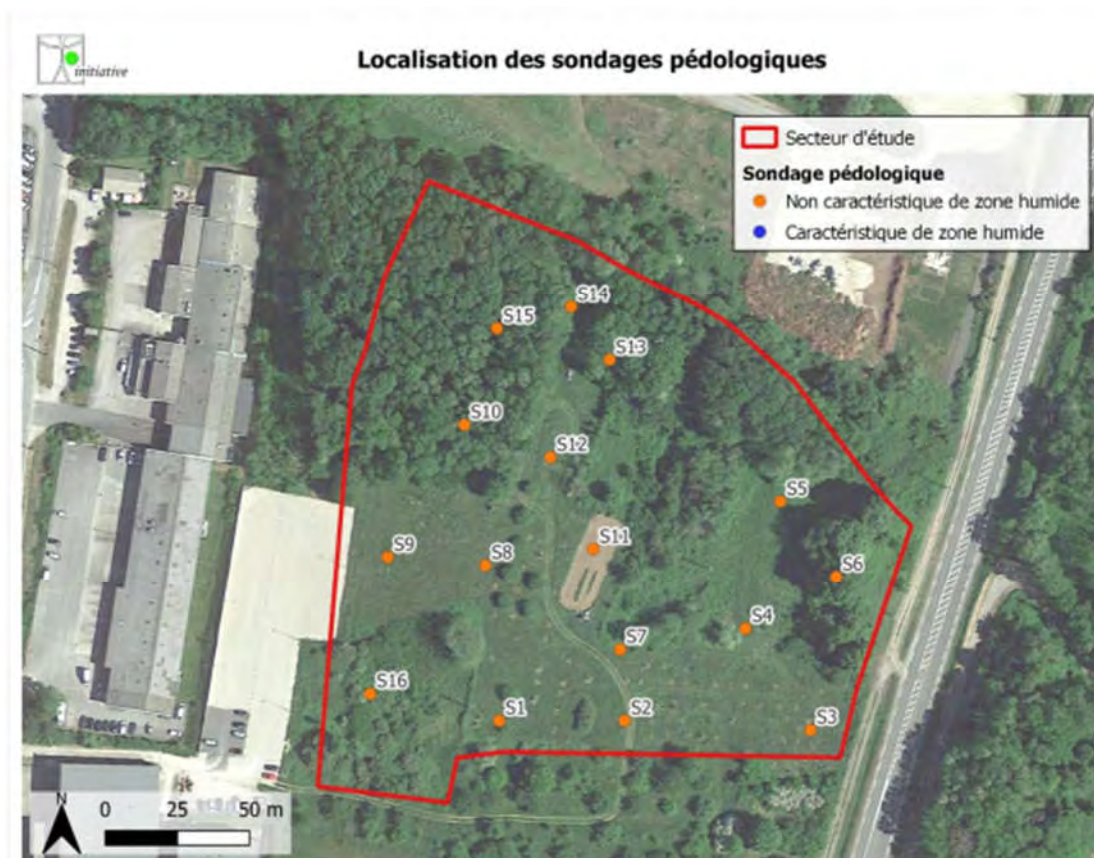 initiative
Localisation des sondages pédologiques
Secteur d'étude
Sondage pédologique
Non caractéristique de zone humide
Caractéristique de zone humide
S14
S15
S13
S10
S12
S5
S11
S9
S8
S6
S4
S7
S16
S1
S2
S3
N
0 25 50 m